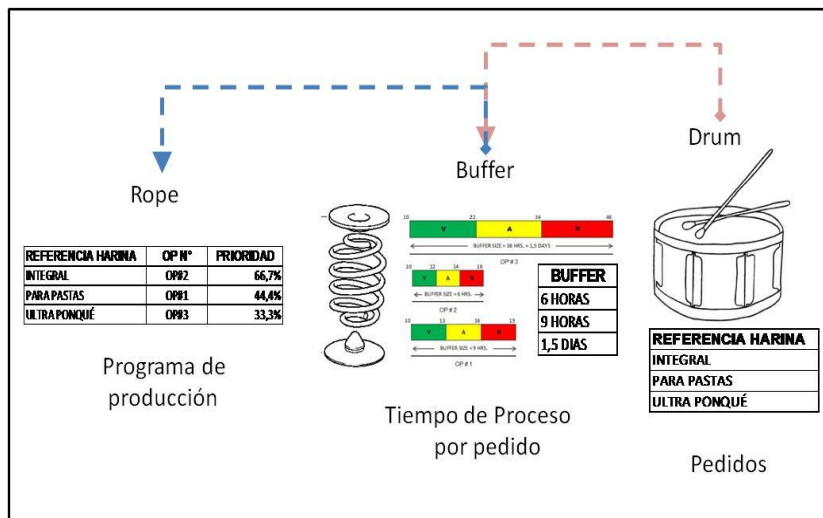 Drum
Buffer
Rope
REFERENCIA HARINA OP N° PRIORIDAD
INTEGRAL OP#2 66,7%
PARA PASTAS OP#1 44,4%
ULTRA PONQUÉ OP#3 33,3%
Programa de
producción
10 22 34 46
V A R
BUFFER SIZE = 36 HRS. = 1,5 DAYS
OP # 3
10 12 14 16
V A R
BUFFER SIZE = 6 HRS.
OP # 2
10 13 16 19
V A R
BUFFER SIZE = 9 HRS.
OP # 1
BUFFER
6 HORAS
9 HORAS
1,5 DIAS
Tiempo de Proceso
por pedido
REFERENCIA HARINA
INTEGRAL
PARA PASTAS
ULTRA PONQUÉ
Pedidos